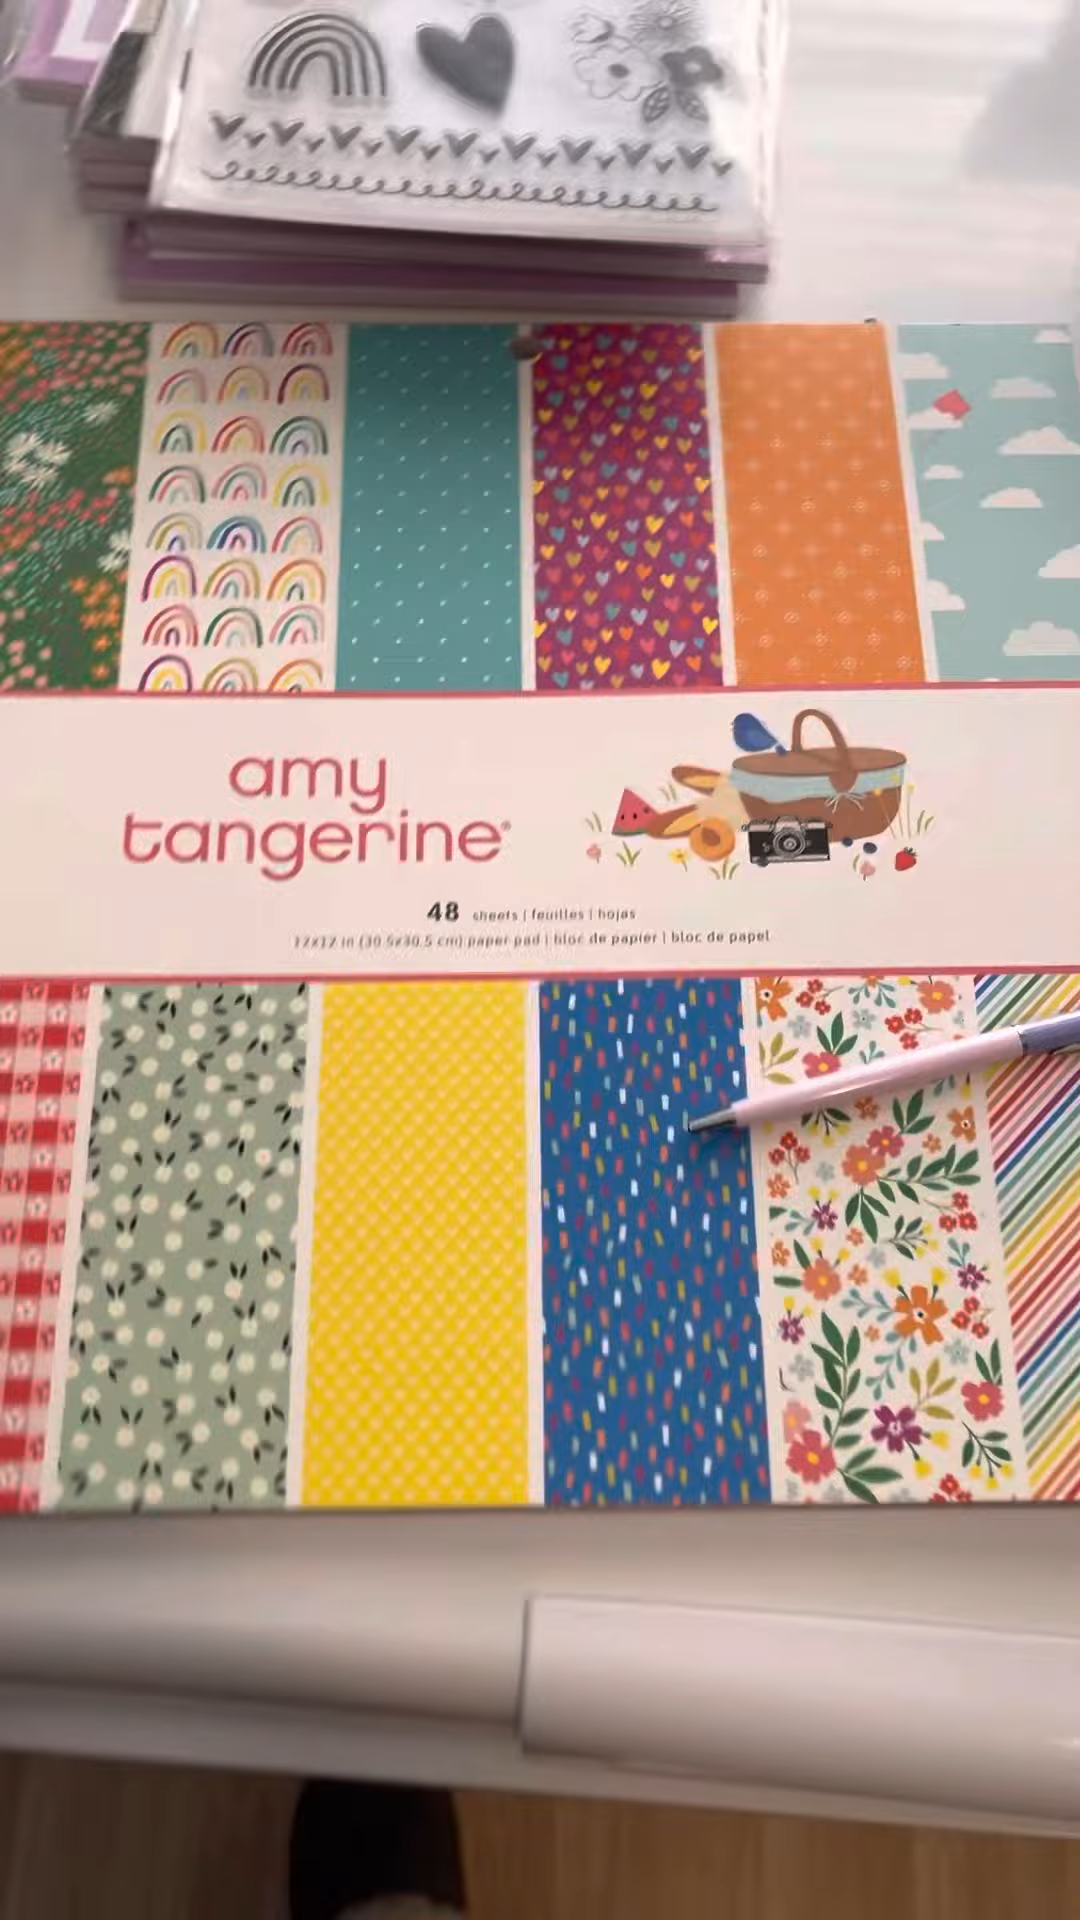 amy
tangerine®
48 sheets | feuilles | hojas
12x12 in (30.5x30.5 cm) paper pad | bloc de papier | bloc de papel